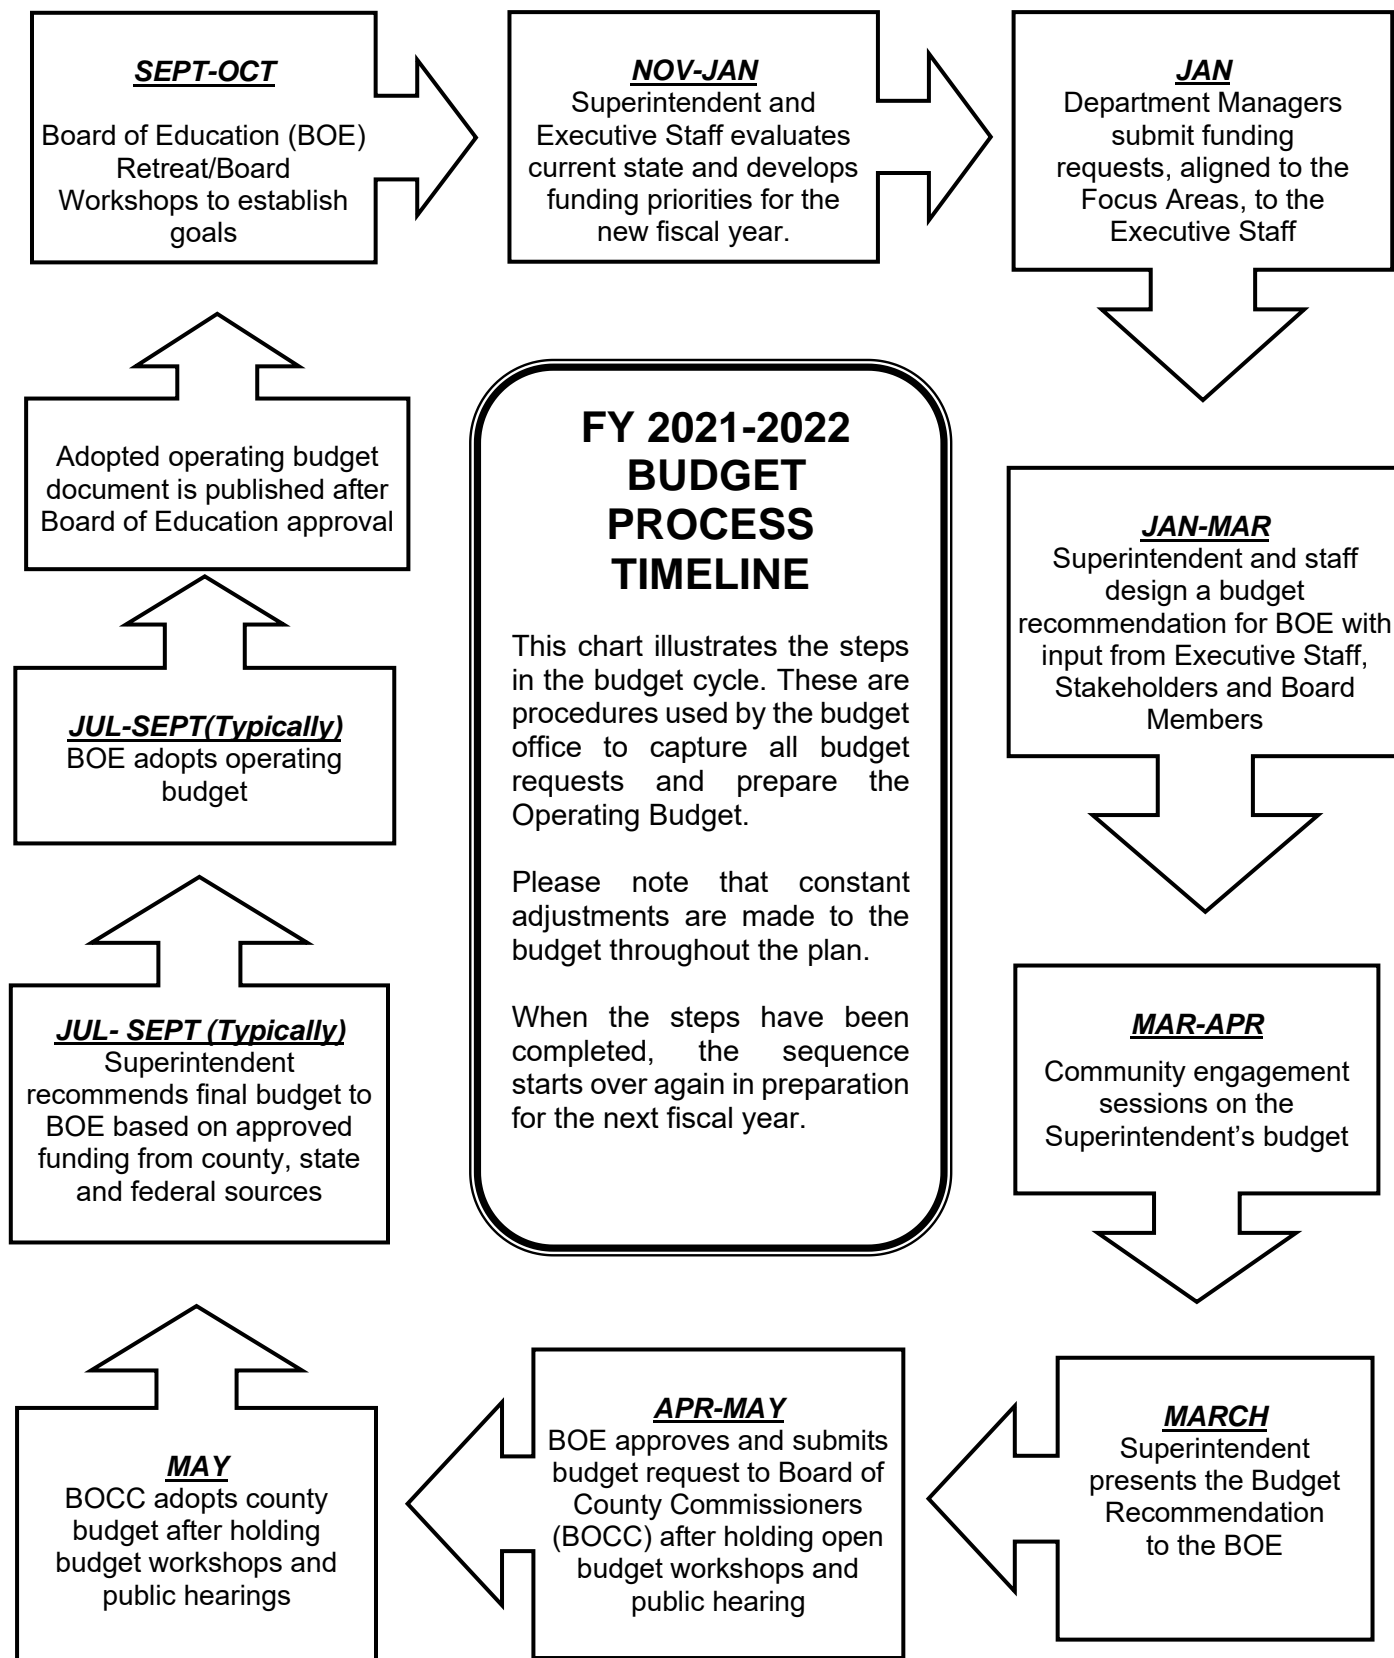 SEPT-OCT
Board of Education (BOE)
Retreat/Board
Workshops to establish
goals
NOV-JAN
Superintendent and
Executive Staff evaluates
current state and develops
funding priorities for the
new fiscal year.
JAN
Department Managers
submit funding
requests, aligned to the
Focus Areas, to the
Executive Staff
JAN-MAR
Superintendent and staff
design a budget
recommendation for BOE with
input from Executive Staff,
Stakeholders and Board
Members
MAR-APR
Community engagement
sessions on the
Superintendent’s budget
MARCH
Superintendent
presents the Budget
Recommendation
to the BOE
APR-MAY
BOE approves and submits
budget request to Board of
County Commissioners
(BOCC) after holding open
budget workshops and
public hearing
MAY
BOCC adopts county
budget after holding
budget workshops and
public hearings
JUL- SEPT (Typically)
Superintendent
recommends final budget to
BOE based on approved
funding from county, state
and federal sources
JUL-SEPT(Typically)
BOE adopts operating
budget
Adopted operating budget
document is published after
Board of Education approval
FY 2021-2022
BUDGET
PROCESS
TIMELINE
This chart illustrates the steps
in the budget cycle. These are
procedures used by the budget
office to capture all budget
requests and prepare the
Operating Budget.
Please note that constant
adjustments are made to the
budget throughout the plan.
When the steps have been
completed, the sequence
starts over again in preparation
for the next fiscal year.